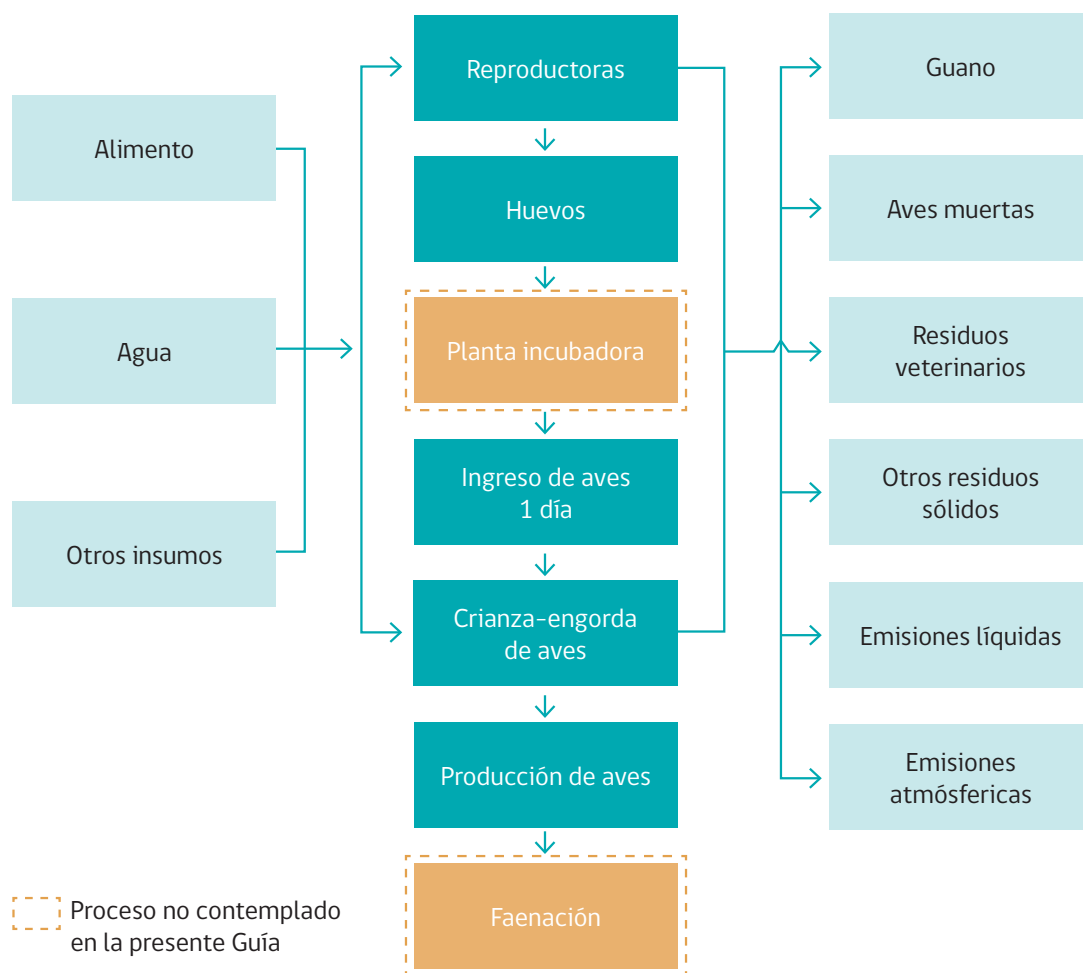 Alimento
Agua
Otros insumos
Reproductoras
Huevos
Planta incubadora
Ingreso de aves
1 día
Crianza-engorda
de aves
Producción de aves
Faenación
Guano
Aves muertas
Residuos
veterinarios
Otros residuos
sólidos
Emisiones líquidas
Emisiones
atmósfericas
Proceso no contemplado
en la presente Guía